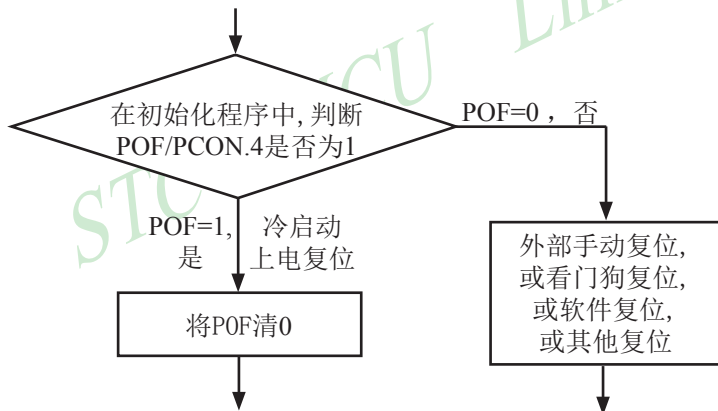 STC MCU Lim
在初始化程序中, 判断
POF/PCON.4是否为1
POF=0 ，否
POF=1, 是
冷启动
上电复位
将POF清0
外部手动复位,
或看门狗复位,
或软件复位,
或其他复位